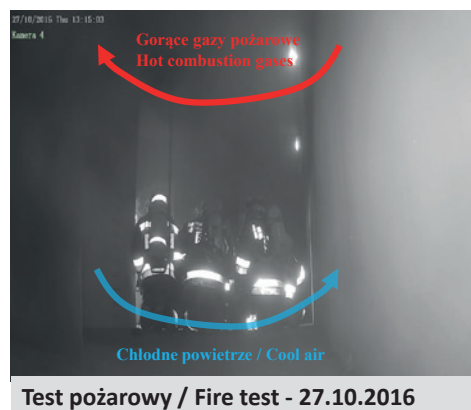 27/10/2016 Thu 13:15:03
Kamera 4
Gorące gazy pożarowe
Hot combustion gases
Chłodne powietrze / Cool air
Test pożarowy / Fire test - 27.10.2016